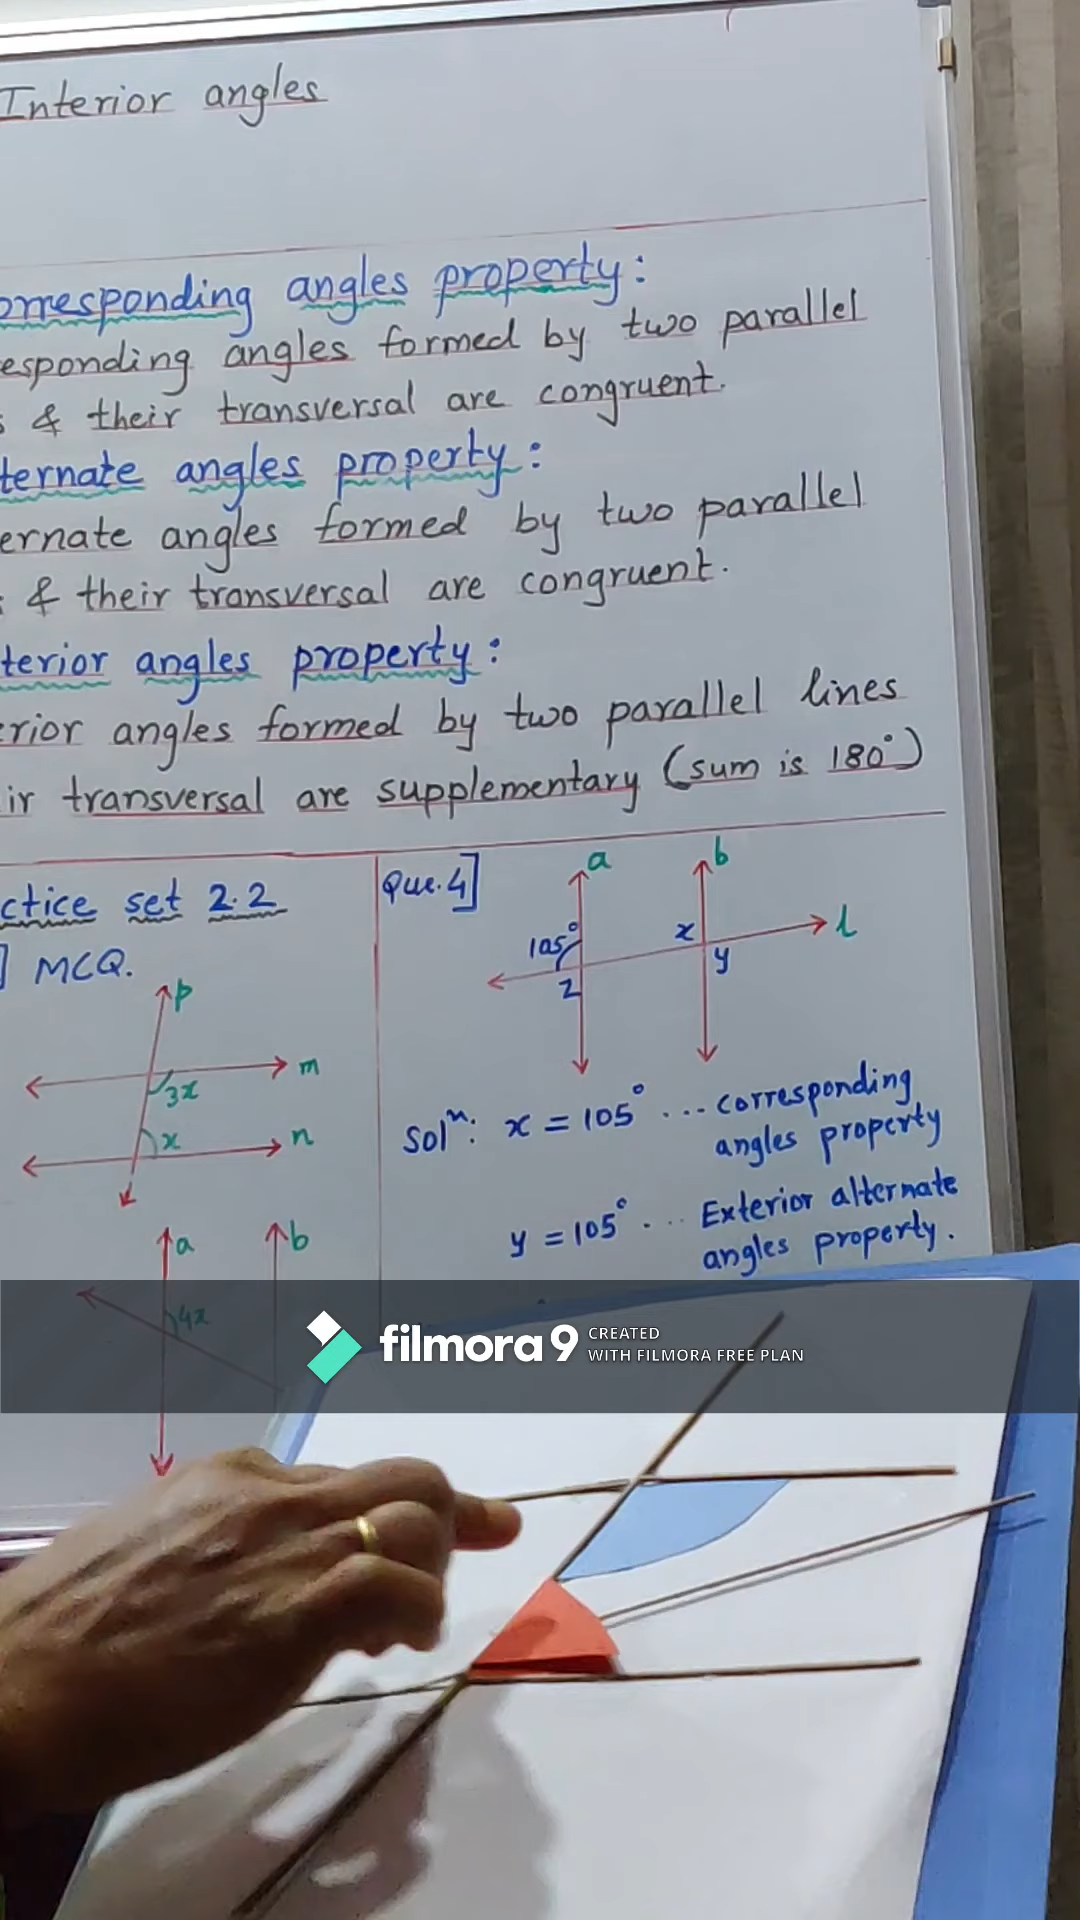 Interior angles
orresponding angles property:
esponding angles formed by two parallel
s & their transversal are congruent.
ternate angles property:
ernate angles formed by two parallel
s & their transversal are congruent.
terior angles property:
erior angles formed by two parallel lines
ir transversal are supplementary (sum is 180°)
ctice set 2.2
] MCQ.
p
m
3x
x
n
a
b
4x
Que.4]
a
b
105°
x
l
y
z
Solⁿ: x = 105° ... corresponding
angles property
y = 105° ... Exterior alternate
angles property.
filmora9 CREATED
WITH FILMORA FREE PLAN